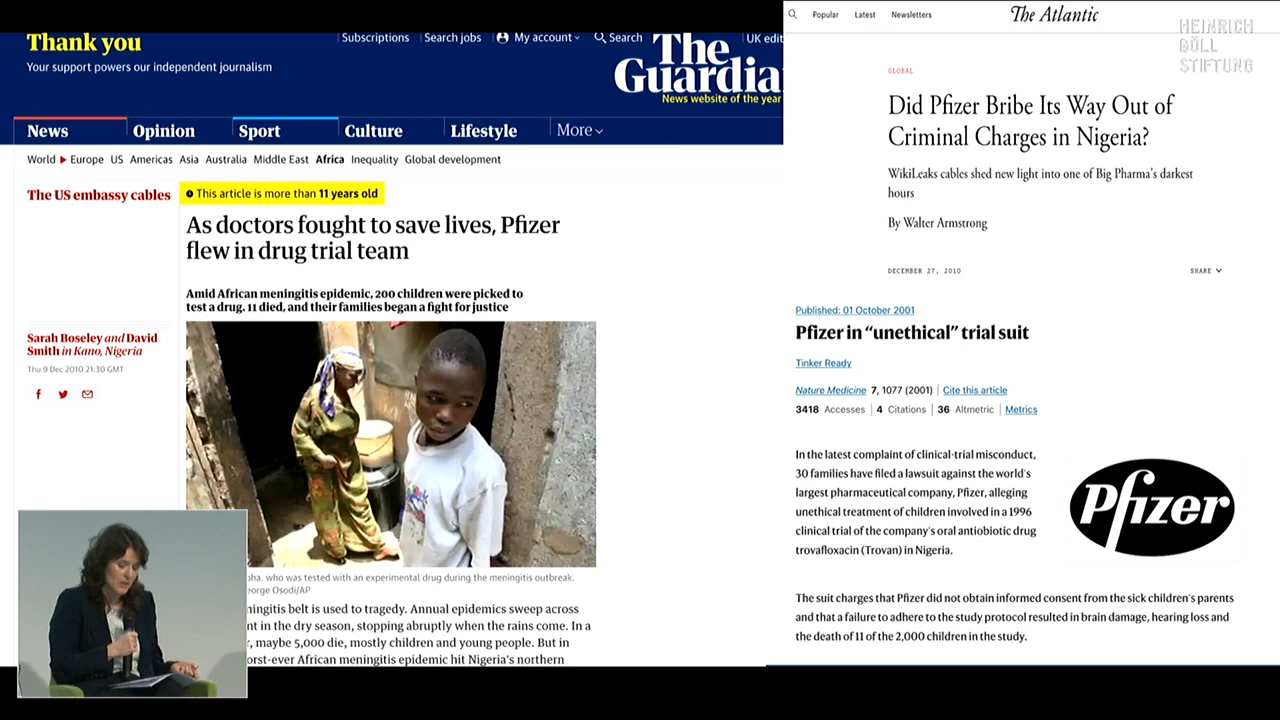 Thank you
Your support powers our independent journalism
Subscriptions
Search jobs
My account
Search
UK edit
The
Guardia
News website of the year
News
Opinion
Sport
Culture
Lifestyle
More
World
Europe
US
Americas
Asia
Australia
Middle East
Africa
Inequality
Global development
The US embassy cables
This article is more than 11 years old
As doctors fought to save lives, Pfizer
flew in drug trial team
Amid African meningitis epidemic, 200 children were picked to
test a drug. 11 died, and their families began a fight for justice
Sarah Boseley and David
Smith in Kano, Nigeria
Thu 9 Dec 2010 21.30 GMT
who was tested with an experimental drug during the meningitis outbreak.
Osodi/AP
belt is used to tragedy. Annual epidemics sweep across
in the dry season, stopping abruptly when the rains come. In a
maybe 5,000 die, mostly children and young people. But in
African meningitis epidemic hit Nigeria's northern
Popular
Latest
Newsletters
The Atlantic
HEINRICH
BÖLL
STIFTUNG
GLOBAL
Did Pfizer Bribe Its Way Out of
Criminal Charges in Nigeria?
WikiLeaks cables shed new light into one of Big Pharma's darkest
hours
By Walter Armstrong
DECEMBER 27, 2010
SHARE
Published: 01 October 2001
Pfizer in “unethical” trial suit
Tinker Ready
Nature Medicine 7, 1077 (2001) | Cite this article
3418 Accesses | 4 Citations | 36 Altmetric | Metrics
In the latest complaint of clinical-trial misconduct,
30 families have filed a lawsuit against the world's
largest pharmaceutical company, Pfizer, alleging
unethical treatment of children involved in a 1996
clinical trial of the company's oral antibiotic drug
trovafloxacin (Trovan) in Nigeria.
Pfizer
The suit charges that Pfizer did not obtain informed consent from the sick children's parents
and that a failure to adhere to the study protocol resulted in brain damage, hearing loss and
the death of 11 of the 2,000 children in the study.